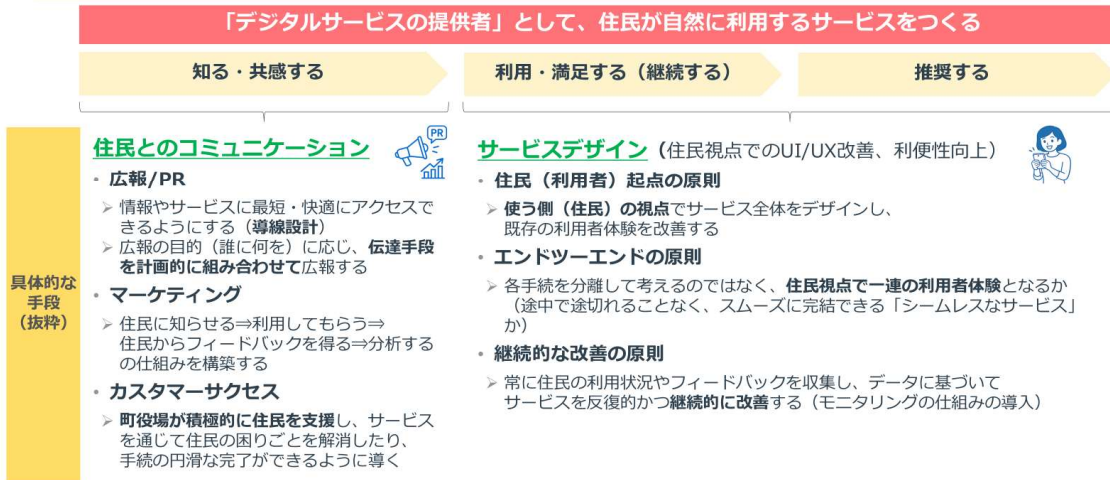 「デジタルサービスの提供者」として、住民が自然に利用するサービスをつくる
知る・共感する
利用・満足する（継続する）
推奨する
具体的な
手段
（抜粋）
住民とのコミュニケーション
PR
・ 広報/PR
➢ 情報やサービスに最短・快適にアクセスで
きるようにする（導線設計）
➢ 広報の目的（誰に何を）に応じ、伝達手段
を計画的に組み合わせて広報する
・ マーケティング
➢ 住民に知らせる⇒利用してもらう⇒
住民からフィードバックを得る⇒分析する
の仕組みを構築する
・ カスタマーサクセス
➢ 町役場が積極的に住民を支援し、サービス
を通じて住民の困りごとを解消したり、
手続の円滑な完了ができるように導く
サービスデザイン（住民視点でのUI/UX改善、利便性向上）
・ 住民（利用者）起点の原則
➢ 使う側（住民）の視点でサービス全体をデザインし、
既存の利用者体験を改善する
・ エンドツーエンドの原則
➢ 各手続を分離して考えるのではなく、住民視点で一連の利用者体験となるか
（途中で途切れることなく、スムーズに完結できる「シームレスなサービス」
か）
・ 継続的な改善の原則
➢ 常に住民の利用状況やフィードバックを収集し、データに基づいて
サービスを反復的かつ継続的に改善する（モニタリングの仕組みの導入）